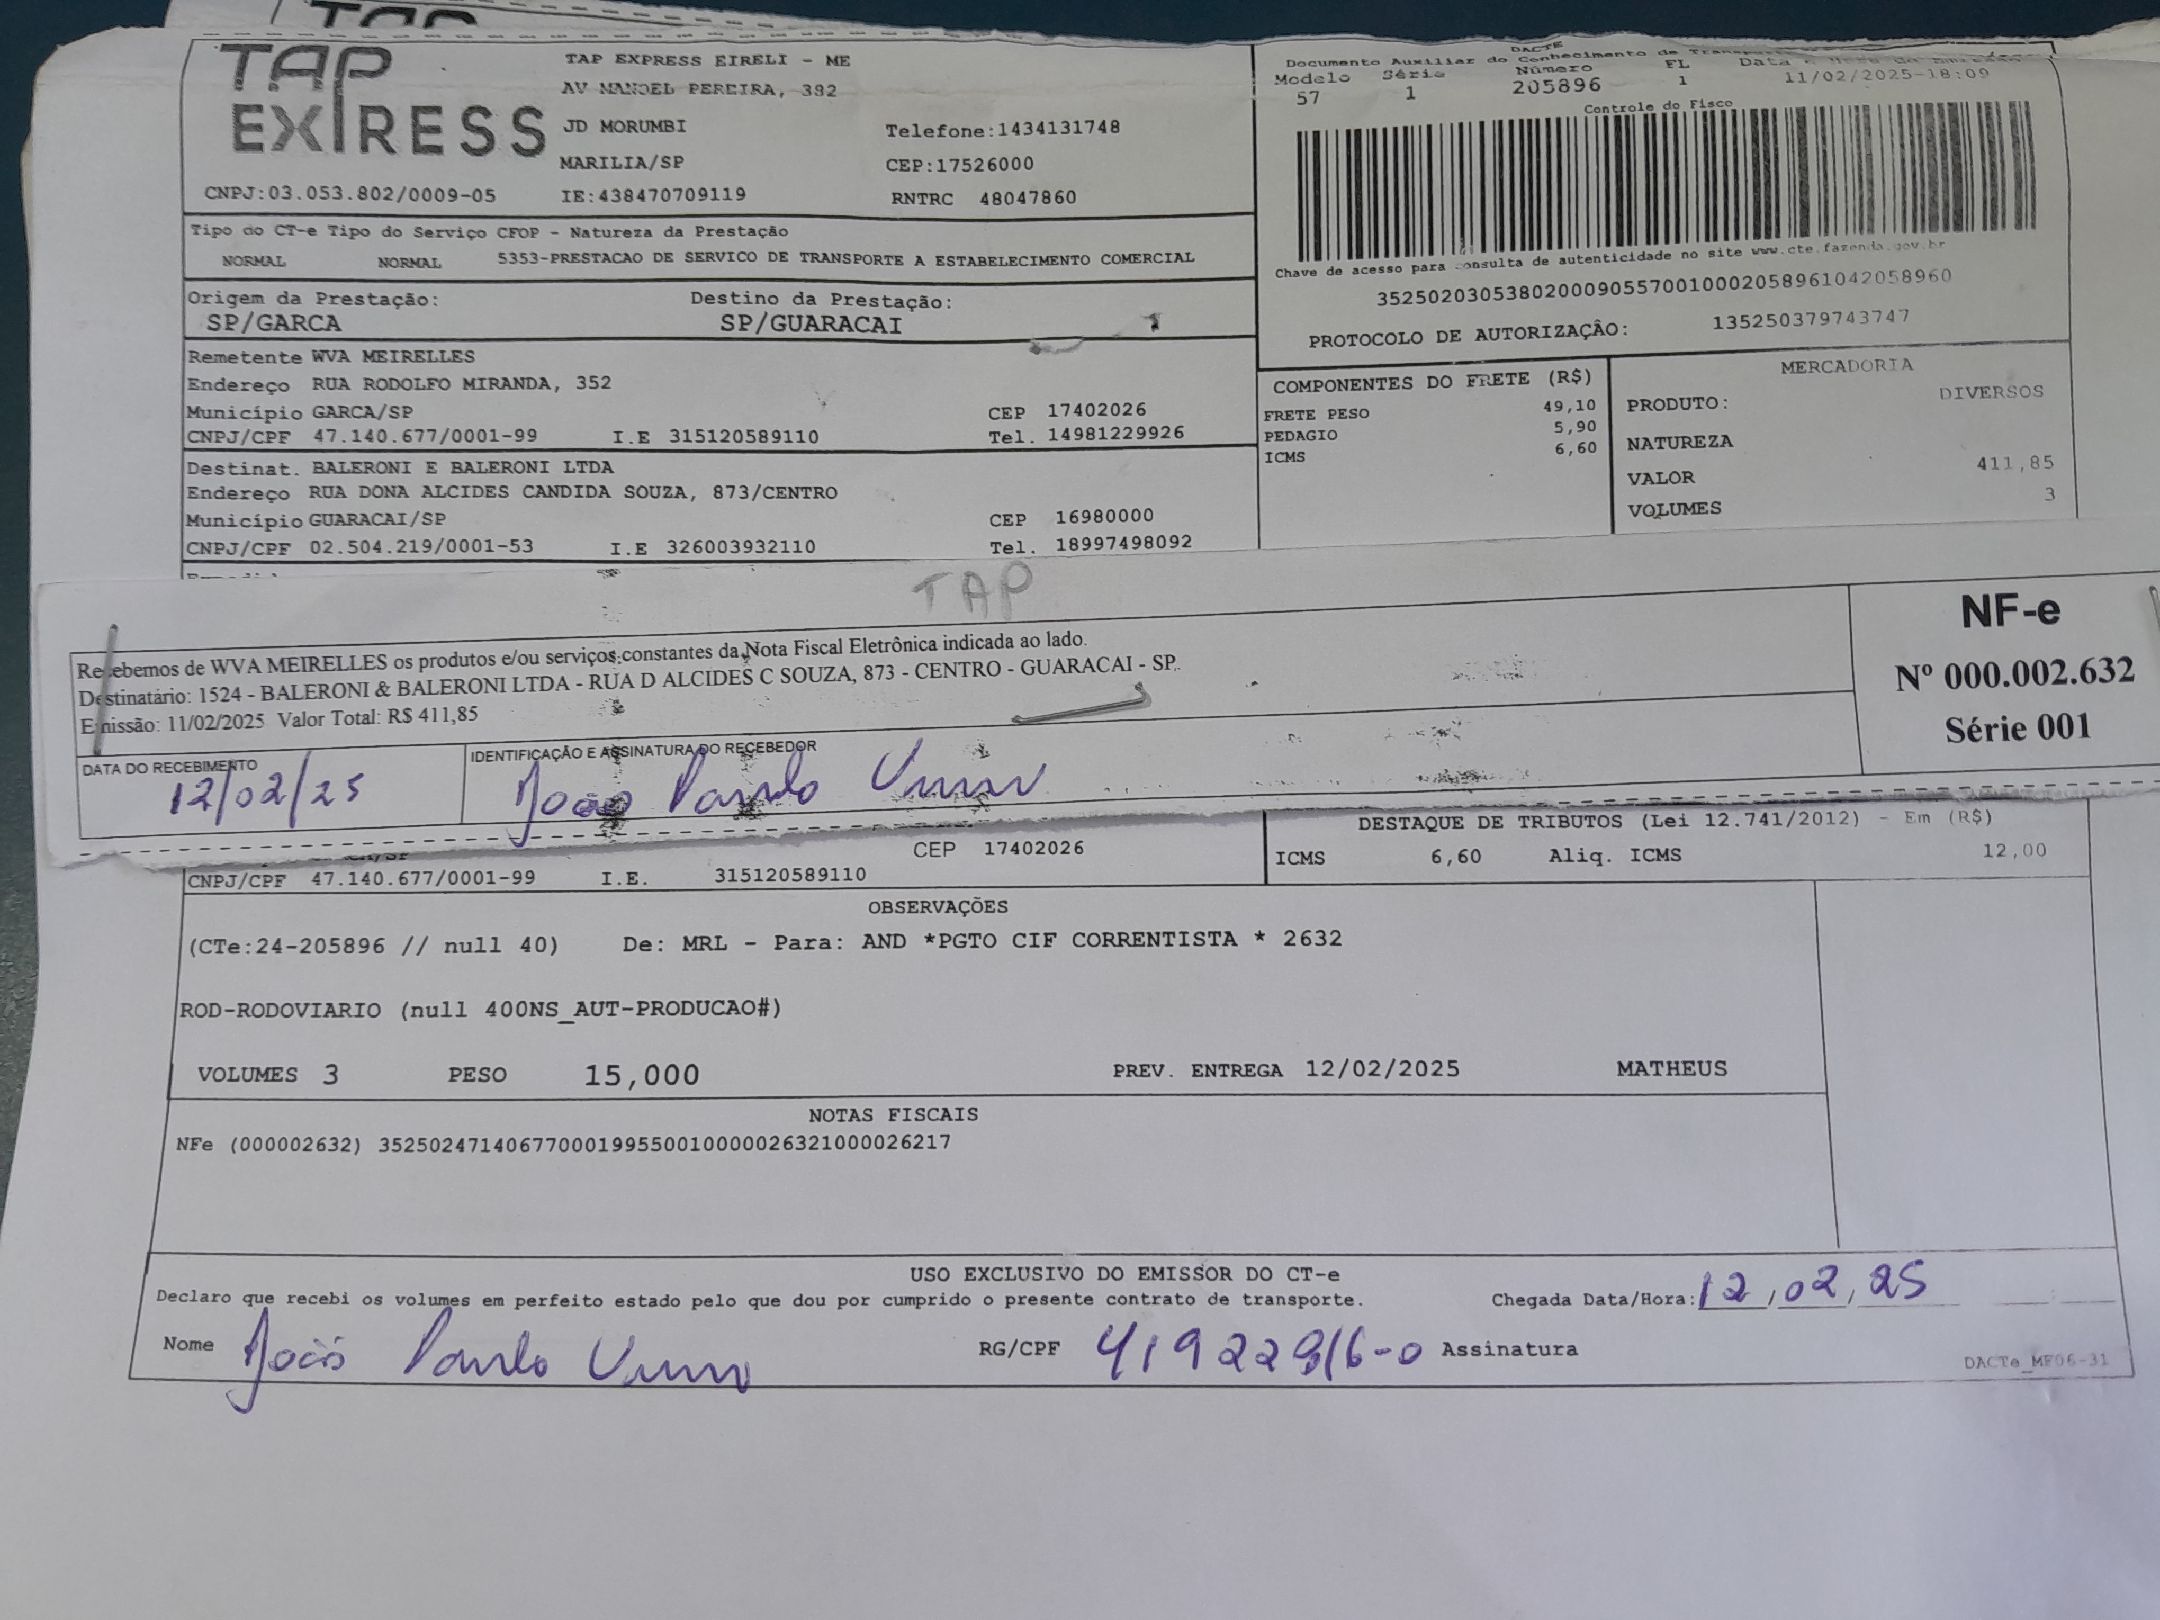 TAP EXPRESS
TAP EXPRESS EIRELI - ME
AV MANOEL PEREIRA, 382
JD MORUMBI Telefone:1434131748
MARILIA/SP CEP:17526000
CNPJ:03.053.802/0009-05 IE:438470709119 RNTRC 48047860
DACTE
Documento Auxiliar do Conhecimento de
Modelo Série Número FL Data
57 1 205896 1 11/02/2025-18:09
Controle do Fisco
Chave de acesso para consulta de autenticidade no site www.cte.fazenda.gov.br
35250203053802000905570010002058961042058960
PROTOCOLO DE AUTORIZAÇÂO: 135250379743747
Tipo do CT-e Tipo do Serviço CFOP - Natureza da Prestação
NORMAL NORMAL 5353-PRESTACAO DE SERVICO DE TRANSPORTE A ESTABELECIMENTO COMERCIAL
Origem da Prestação: Destino da Prestação:
SP/GARCA SP/GUARACAI
Remetente WVA MEIRELLES
Endereço RUA RODOLFO MIRANDA, 352
Município GARCA/SP CEP 17402026
CNPJ/CPF 47.140.677/0001-99 I.E 315120589110 Tel. 14981229926
Destinat. BALERONI E BALERONI LTDA
Endereço RUA DONA ALCIDES CANDIDA SOUZA, 873/CENTRO
Município GUARACAI/SP CEP 16980000
CNPJ/CPF 02.504.219/0001-53 I.E 326003932110 Tel. 18997498092
COMPONENTES DO FRETE (R$)
FRETE PESO 49,10
PEDAGIO 5,90
ICMS 6,60
MERCADORIA
PRODUTO: DIVERSOS
NATUREZA
VALOR 411,85
VOLUMES 3
TAP
Recebemos de WVA MEIRELLES os produtos e/ou serviços constantes da Nota Fiscal Eletrônica indicada ao lado.
Destinatário: 1524 - BALERONI & BALERONI LTDA - RUA D ALCIDES C SOUZA, 873 - CENTRO - GUARACAI - SP.
Emissão: 11/02/2025 Valor Total: R$ 411,85
DATA DO RECEBIMENTO IDENTIFICAÇÃO E ASSINATURA DO RECEBEDOR
12/02/25 João Paulo
NF-e
Nº 000.002.632
Série 001
CEP 17402026
CNPJ/CPF 47.140.677/0001-99 I.E. 315120589110
DESTAQUE DE TRIBUTOS (Lei 12.741/2012) - Em (R$)
ICMS 6,60 Aliq. ICMS 12,00
OBSERVAÇÕES
(CTe:24-205896 // null 40) De: MRL - Para: AND *PGTO CIF CORRENTISTA * 2632
ROD-RODOVIARIO (null 400NS_AUT-PRODUCAO#)
VOLUMES 3 PESO 15,000 PREV. ENTREGA 12/02/2025 MATHEUS
NOTAS FISCAIS
NFe (000002632) 35250247140677000199550010000026321000026217
USO EXCLUSIVO DO EMISSOR DO CT-e
Declaro que recebi os volumes em perfeito estado pelo que dou por cumprido o presente contrato de transporte. Chegada Data/Hora: 12,02,25
Nome João Paulo RG/CPF Assinatura
DACTe_MF06-31